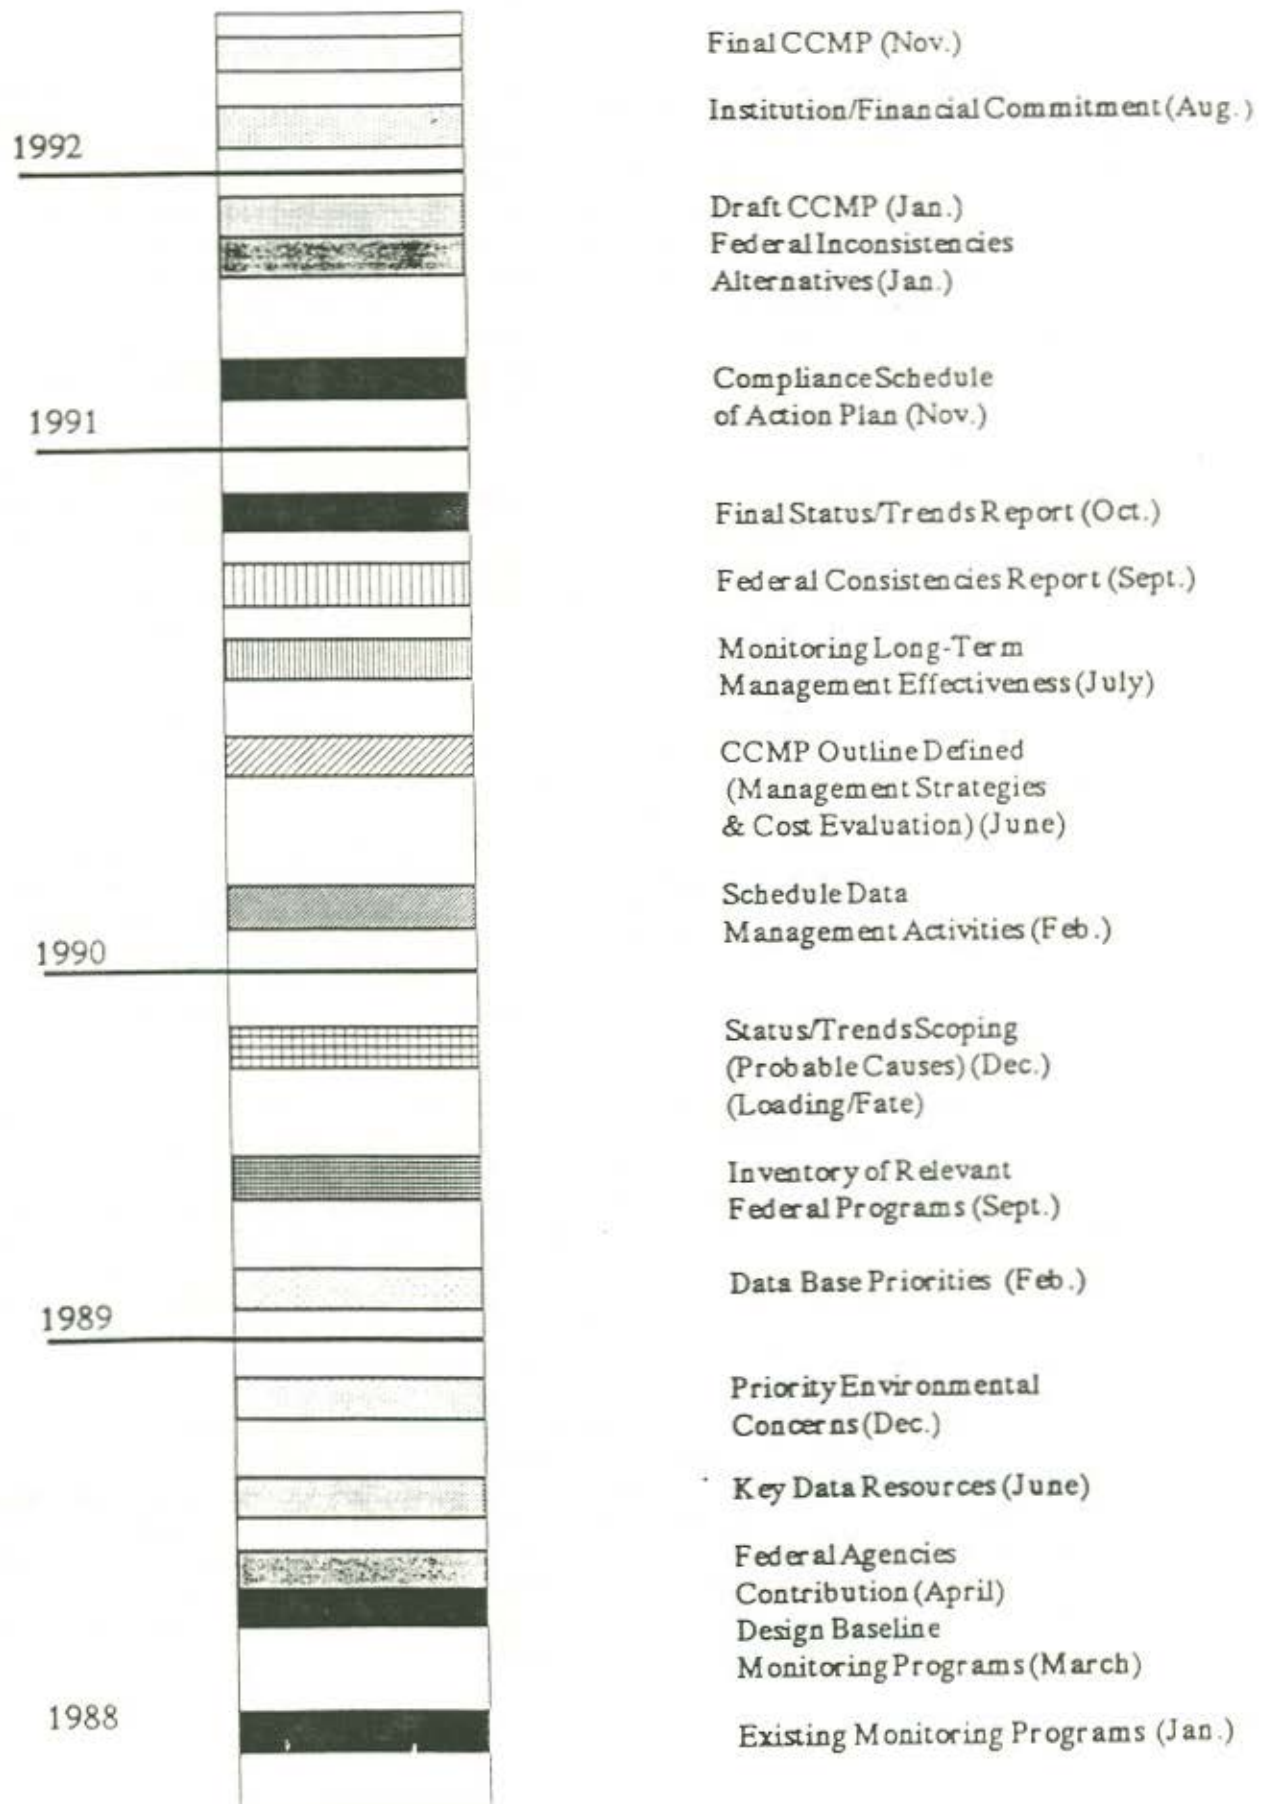 Final CCMP (Nov.)
Institution/Financial Commitment (Aug.)
1992
Draft CCMP (Jan.)
Federal Inconsistencies
Alternatives (Jan.)
Compliance Schedule
of Action Plan (Nov.)
1991
Final Status/Trends Report (Oct.)
Federal Consistencies Report (Sept.)
Monitoring Long-Term
Management Effectiveness (July)
CCMP Outline Defined
(Management Strategies
& Cost Evaluation) (June)
Schedule Data
Management Activities (Feb.)
1990
Status/Trends Scoping
(Probable Causes) (Dec.)
(Loading/Fate)
Inventory of Relevant
Federal Programs (Sept.)
Data Base Priorities (Feb.)
1989
Priority Environmental
Concerns (Dec.)
Key Data Resources (June)
Federal Agencies
Contribution (April)
Design Baseline
Monitoring Programs (March)
1988
Existing Monitoring Programs (Jan.)